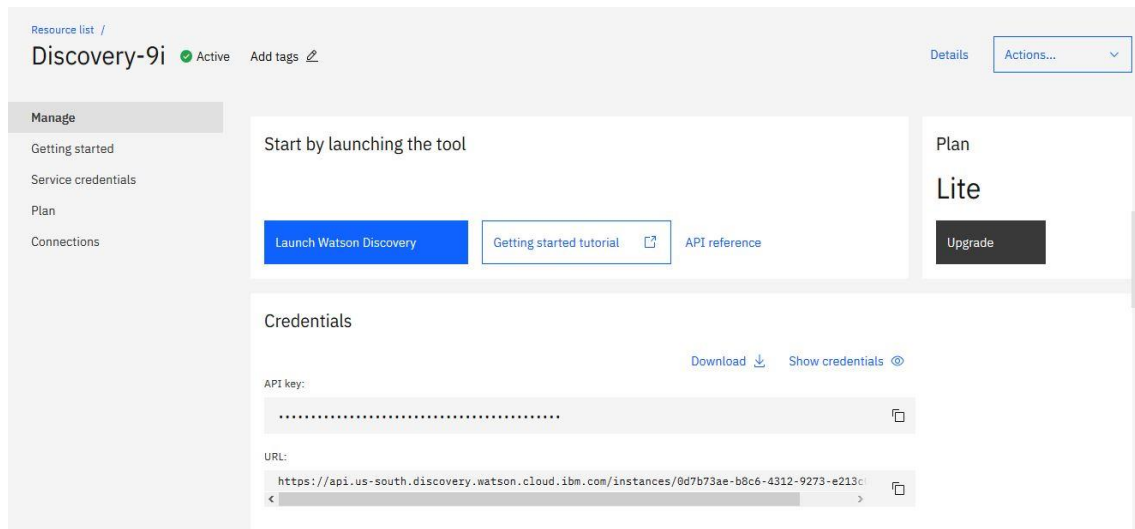 Resource list /
Discovery-9i Active Add tags
Details Actions...
Manage
Getting started
Service credentials
Plan
Connections
Start by launching the tool
Launch Watson Discovery Getting started tutorial API reference
Plan
Lite
Upgrade
Credentials
Download Show credentials
API key:
••••••••••••••••••••••••••••••••••••••••••••
URL:
https://api.us-south.discovery.watson.cloud.ibm.com/instances/0d7b73ae-b8c6-4312-9273-e213c